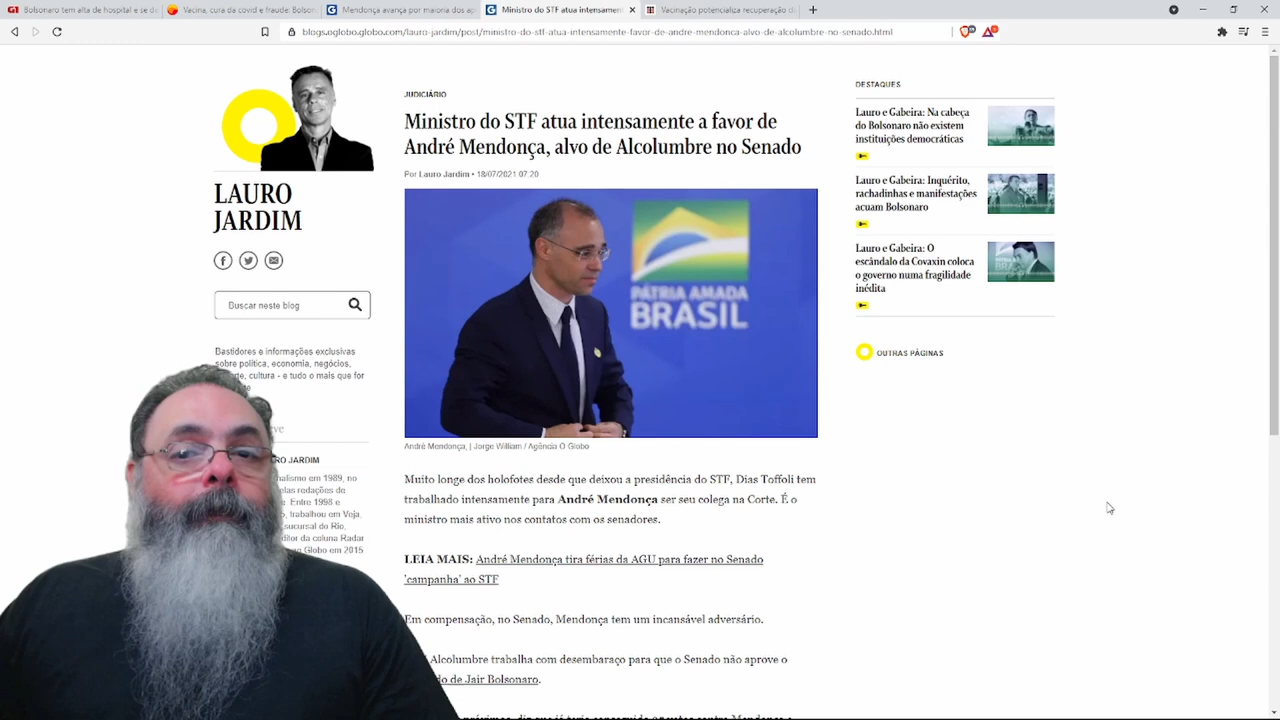 Bolsonaro tem alta de hospital e se d
Vacina, cura da covid e fraude: Bolson
Mendonça avança por maioria dos ap
Ministro do STF atua intensament
Vacinação potencializa recuperação d
blogs.oglobo.globo.com/lauro-jardim/post/ministro-do-stf-atua-intensamente-favor-de-andre-mendonca-alvo-de-alcolumbre-no-senado.html
LAURO
JARDIM
Buscar neste blog
Bastidores e informações exclusivas
sobre política, economia, negócios,
cultura - e tudo o mais que for
JARDIM
nalismo em 1989, no
elas redações de
Entre 1998 e
trabalhou em Veja,
sucursal do Rio,
ditor da coluna Radar
Globo em 2015
JUDICIÁRIO
Ministro do STF atua intensamente a favor de
André Mendonça, alvo de Alcolumbre no Senado
Por Lauro Jardim • 18/07/2021 07:20
PÁTRIA AMADA
BRASIL
André Mendonça, | Jorge William / Agência O Globo
Muito longe dos holofotes desde que deixou a presidência do STF, Dias Toffoli tem
trabalhado intensamente para André Mendonça ser seu colega na Corte. É o
ministro mais ativo nos contatos com os senadores.
LEIA MAIS: André Mendonça tira férias da AGU para fazer no Senado
'campanha' ao STF
Em compensação, no Senado, Mendonça tem um incansável adversário.
Alcolumbre trabalha com desembaraço para que o Senado não aprove o
do de Jair Bolsonaro.
DESTAQUES
Lauro e Gabeira: Na cabeça
do Bolsonaro não existem
instituições democráticas
Lauro e Gabeira: Inquérito,
rachadinhas e manifestações
acuam Bolsonaro
Lauro e Gabeira: O
escândalo da Covaxin coloca
o governo numa fragilidade
inédita
OUTRAS PÁGINAS